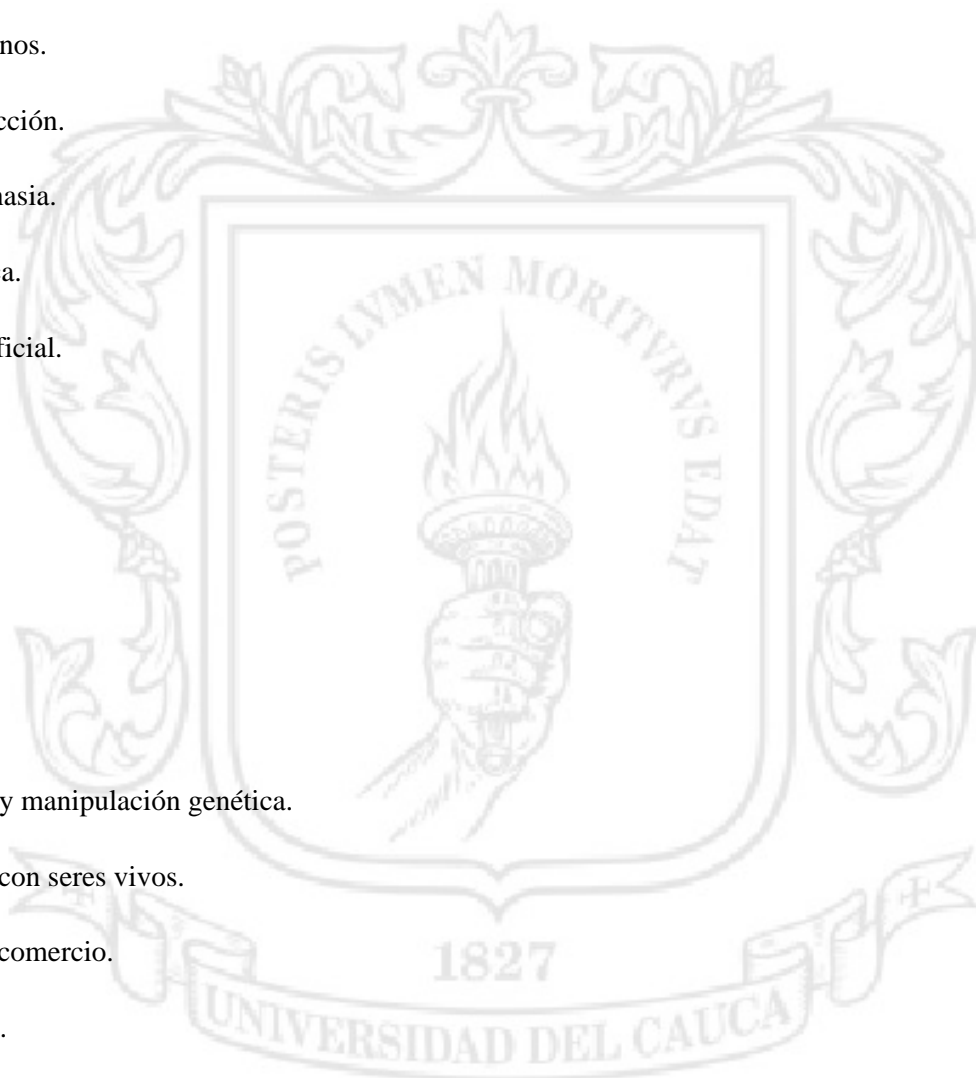 nos.
cción.
nasia.
a.
ficial.
POSTERIS LVMEN MORITVRVS EDAT
y manipulación genética.
con seres vivos.
comercio.
.
1827
UNIVERSIDAD DEL CAUCA